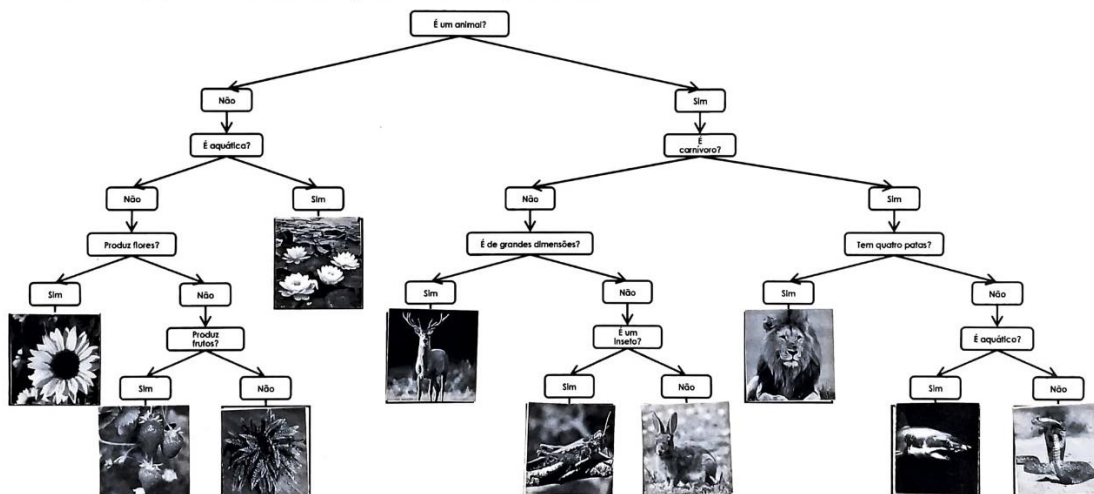 É um animal?
Não
Sim
É aquática?
É
carnívoro?
Não
Sim
Não
Sim
Produz flores?
É de grandes dimensões?
Tem quatro patas?
Sim
Não
Sim
Não
Sim
Não
Produz
frutos?
É um
inseto?
É aquático?
Sim
Não
Sim
Não
Sim
Não